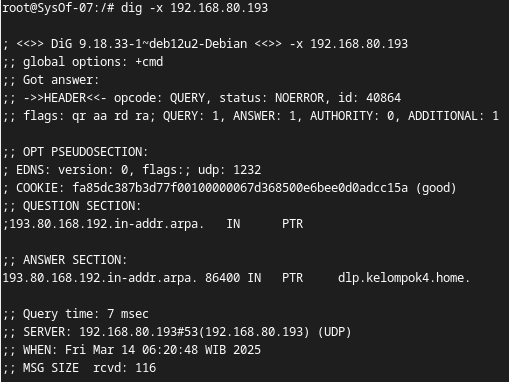 root@SysOf-07:/# dig -x 192.168.80.193
; <<>> DiG 9.18.33-1~deb12u2-Debian <<>> -x 192.168.80.193
;; global options: +cmd
;; Got answer:
;; ->>HEADER<<- opcode: QUERY, status: NOERROR, id: 40864
;; flags: qr aa rd ra; QUERY: 1, ANSWER: 1, AUTHORITY: 0, ADDITIONAL: 1
;; OPT PSEUDOSECTION:
; EDNS: version: 0, flags:; udp: 1232
; COOKIE: fa85dc387b3d77f00100000067d368500e6bee0d0adcc15a (good)
;; QUESTION SECTION:
;193.80.168.192.in-addr.arpa. IN PTR
;; ANSWER SECTION:
193.80.168.192.in-addr.arpa. 86400 IN PTR dlp.kelompok4.home.
;; Query time: 7 msec
;; SERVER: 192.168.80.193#53(192.168.80.193) (UDP)
;; WHEN: Fri Mar 14 06:20:48 WIB 2025
;; MSG SIZE rcvd: 116